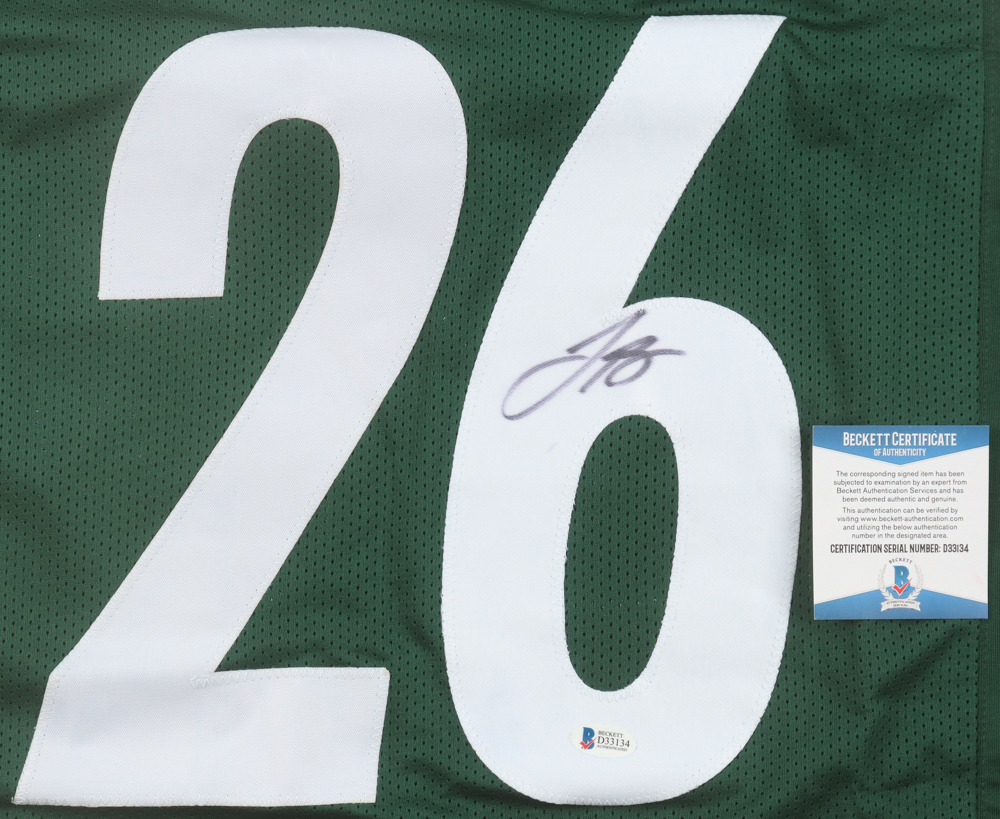 26
BECKETT CERTIFICATE
OF AUTHENTICITY
The corresponding signed item has been
subjected to examination by an expert from
Beckett Authentication Services and has
been deemed authentic and genuine.
This authentication can be verified by
visiting www.beckett-authentication.com
and utilizing the below authentication
number in the designated area.
CERTIFICATION SERIAL NUMBER: D33134
BECKETT
B
BECKETT
B D33134
AUTHENTICATED